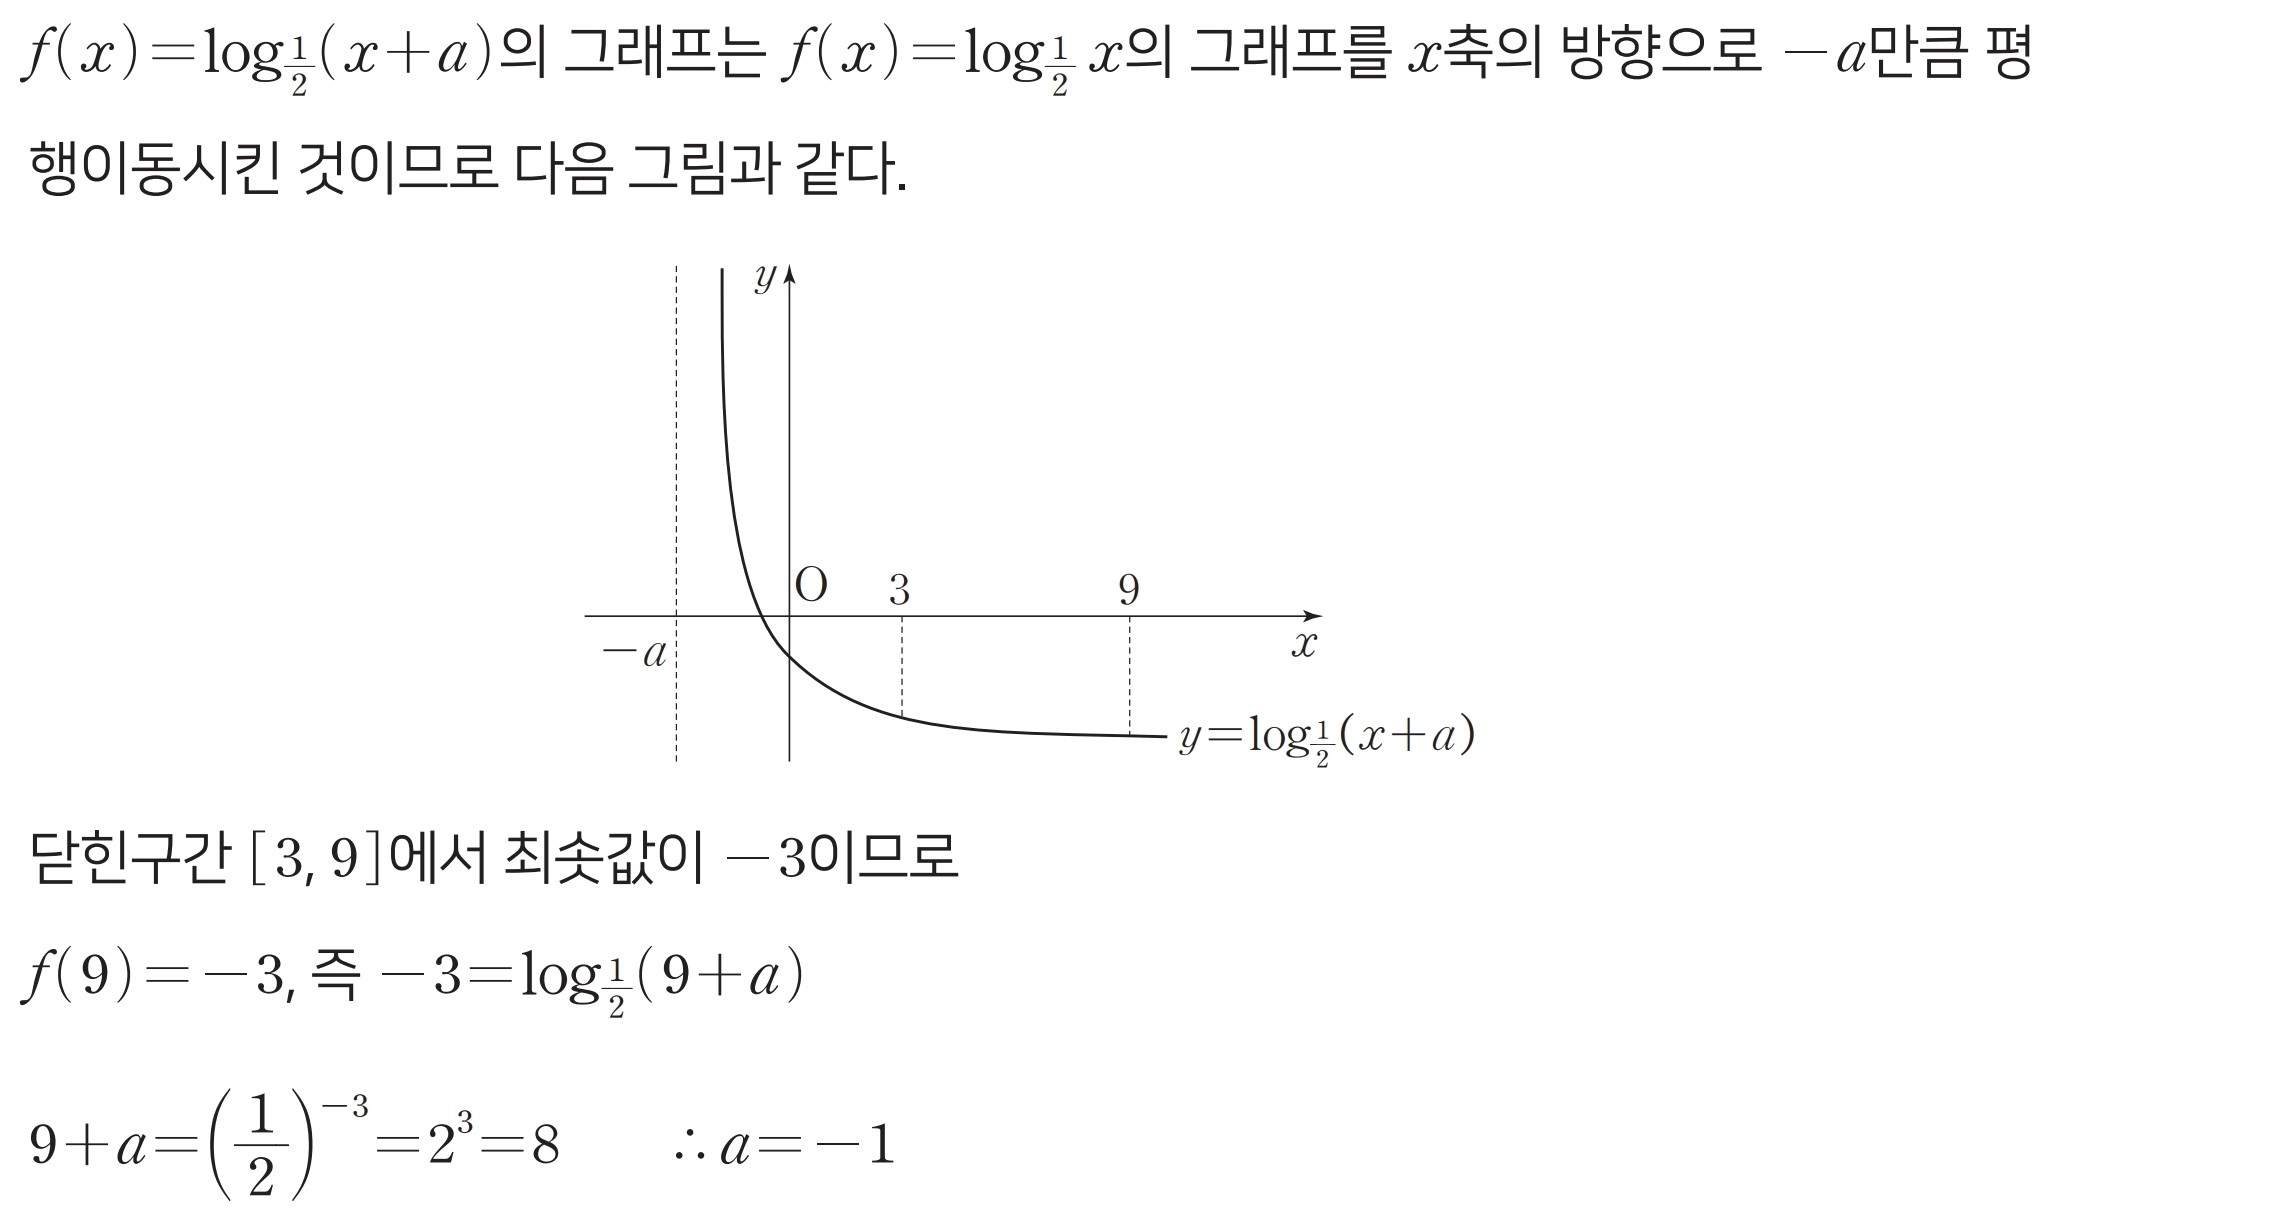 f(x)=log_{1/2}(x+a)의 그래프는 f(x)=log_{1/2} x의 그래프를 x축의 방향으로 −a만큼 평
행이동시킨 것이므로 다음 그림과 같다.
y
O 3 9
−a
x
y=log_{1/2}(x+a)
닫힌구간 [3, 9]에서 최솟값이 −3이므로
f(9)=−3, 즉 −3=log_{1/2}(9+a)
9+a=(1/2)^{−3}=2^3=8 ∴ a=−1